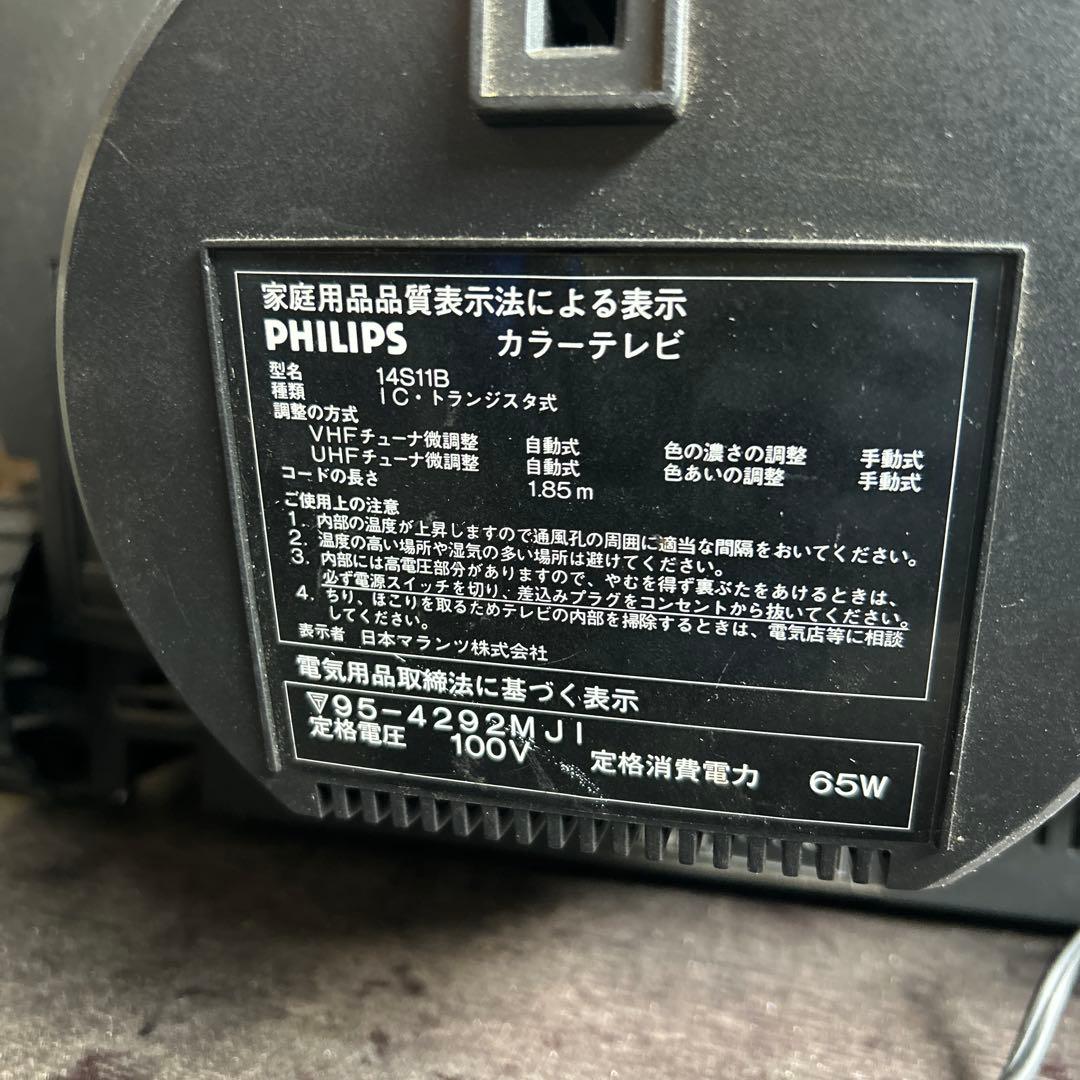 家庭用品品質表示法による表示
PHILIPS カラーテレビ
型名 14S11B
種類 IC・トランジスタ式
調整の方式
VHFチューナ微調整 自動式 色の濃さの調整 手動式
UHFチューナ微調整 自動式 色あいの調整 手動式
コードの長さ 1.85m
ご使用上の注意
1. 内部の温度が上昇しますので通風孔の周囲に適当な間隔をおいてください。
2. 温度の高い場所や湿気の多い場所は避けてください。
3. 内部には高電圧部分がありますので、やむを得ず裏ぶたをあけるときは、
必ず電源スイッチを切り、差込みプラグをコンセントから抜いてください。
4. ちり、ほこりを取るためテレビの内部を掃除するときは、電気店等に相談
してください。
表示者 日本マランツ株式会社
電気用品取締法に基づく表示
95-4292MJI
定格電圧 100V 定格消費電力 65W